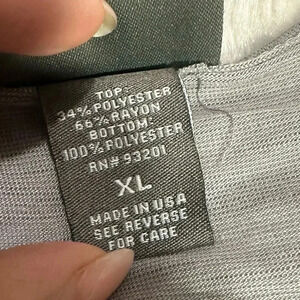 TOP:
34% POLYESTER
66% RAYON
BOTTOM:
100% POLYESTER
RN# 93201
XL
MADE IN USA
SEE REVERSE
FOR CARE